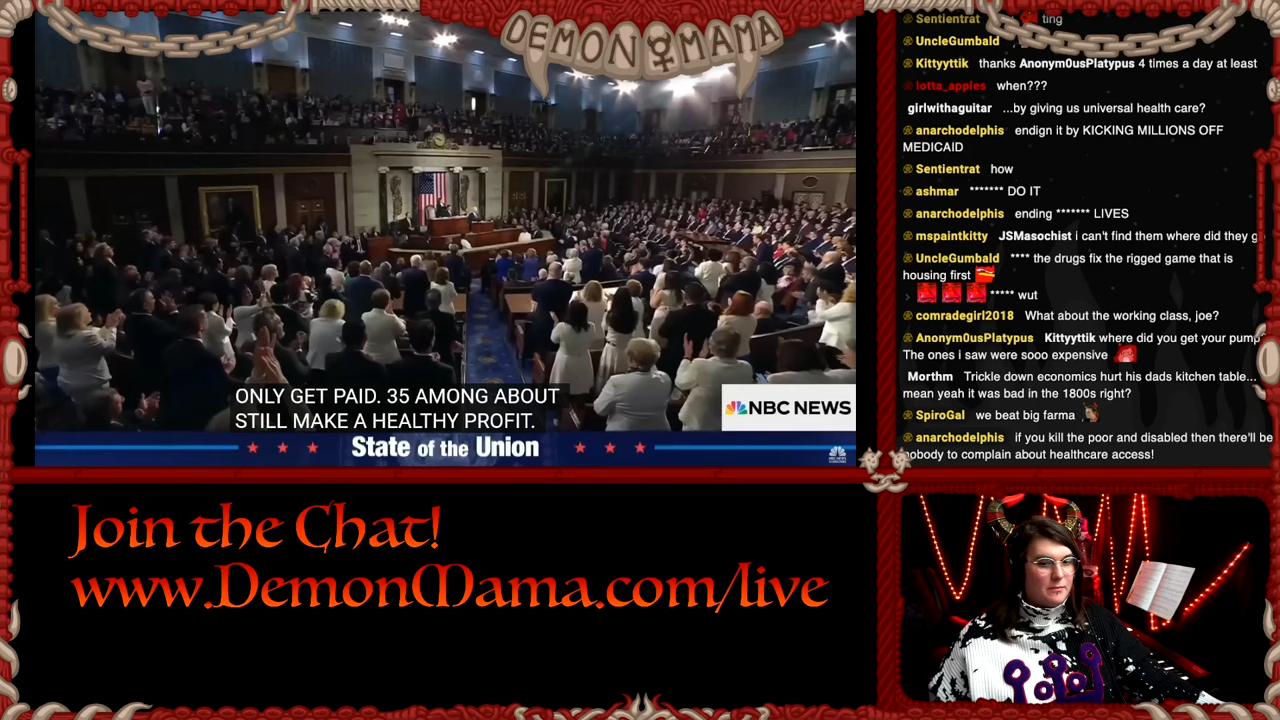 DEMON MAMA
ONLY GET PAID. 35 AMONG ABOUT
STILL MAKE A HEALTHY PROFIT.
NBC NEWS
State of the Union
Join the Chat!
www.DemonMama.com/live
Sentientrat ting
UncleGumbald
Kittyyttik thanks Anonym0usPlatypus 4 times a day at least
lotta_apples when???
girlwithaguitar ...by giving us universal health care?
anarchodelphis endign it by KICKING MILLIONS OFF
MEDICAID
Sentientrat how
ashmar ******* DO IT
anarchodelphis ending ******* LIVES
mspaintkitty JSMasochist i can't find them where did they g
UncleGumbald **** the drugs fix the rigged game that is
housing first
***** wut
comradegirl2018 What about the working class, joe?
Anonym0usPlatypus Kittyyttik where did you get your pump
The ones i saw were sooo expensive
Morthm Trickle down economics hurt his dads kitchen table...
mean yeah it was bad in the 1800s right?
SpiroGal we beat big farma
anarchodelphis if you kill the poor and disabled then there'll be
nobody to complain about healthcare access!